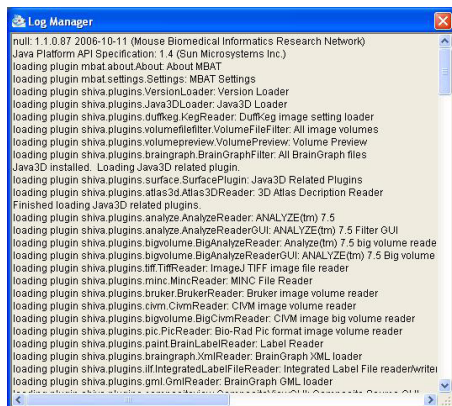 Log Manager
null: 1.1.0.87 2006-10-11 (Mouse Biomedical Informatics Research Network)
Java Platform API Specification: 1.4 (Sun Microsystems Inc.)
loading plugin mbat.about.About: About MBAT
loading plugin mbat.settings.Settings: MBAT Settings
loading plugin shiva.plugins.VersionLoader: Version Loader
loading plugin shiva.plugins.Java3DLoader: Java3D Loader
loading plugin shiva.plugins.duffkeg.KegReader: DuffKeg image setting loader
loading plugin shiva.plugins.volumefilefilter.VolumeFileFilter: All image volumes
loading plugin shiva.plugins.volumepreview.VolumePreview: Volume Preview
loading plugin shiva.plugins.braingraph.BrainGraphFilter: All BrainGraph files
Java3D installed.  Loading Java3D related plugin.
loading plugin shiva.plugins.surface.SurfacePlugin: Java3D Related Plugins
loading plugin shiva.plugins.atlas3d.Atlas3DReader: 3D Atlas Decription Reader
Finished loading Java3D related plugins.
loading plugin shiva.plugins.analyze.AnalyzeReader: ANALYZE(tm) 7.5
loading plugin shiva.plugins.analyze.AnalyzeReaderGUI: ANALYZE(tm) 7.5 Filter GUI
loading plugin shiva.plugins.bigvolume.BigAnalyzeReader: Analyze(tm) 7.5 big volume reade
loading plugin shiva.plugins.bigvolume.BigAnalyzeReaderGUI: ANALYZE(tm) 7.5 Big volume
loading plugin shiva.plugins.tiff.TiffReader: ImageJ TIFF image file reader
loading plugin shiva.plugins.minc.MincReader: MINC File Reader
loading plugin shiva.plugins.bruker.BrukerReader: Bruker image volume reader
loading plugin shiva.plugins.civm.CivmReader: CIVM image volume reader
loading plugin shiva.plugins.bigvolume.BigCivmReader: CIVM image big volume reader
loading plugin shiva.plugins.pic.PicReader: Bio-Rad Pic format image volume reader
loading plugin shiva.plugins.paint.BrainLabelReader: Label Reader
loading plugin shiva.plugins.braingraph.XmlReader: BrainGraph XML loader
loading plugin shiva.plugins.ilf.IntegratedLabelFileReader: Integrated Label File reader/writer
loading plugin shiva.plugins.gml.GmlReader: BrainGraph GML loader